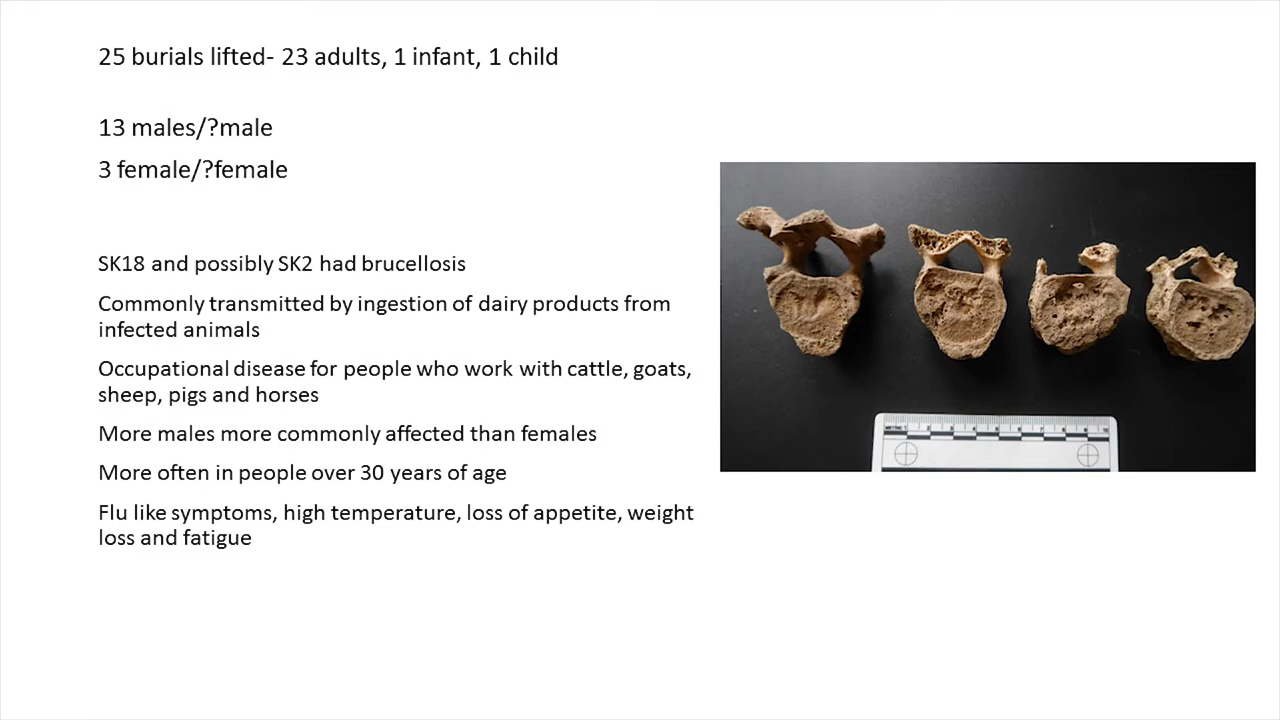 25 burials lifted- 23 adults, 1 infant, 1 child
13 males/?male
3 female/?female
SK18 and possibly SK2 had brucellosis
Commonly transmitted by ingestion of dairy products from
infected animals
Occupational disease for people who work with cattle, goats,
sheep, pigs and horses
More males more commonly affected than females
More often in people over 30 years of age
Flu like symptoms, high temperature, loss of appetite, weight
loss and fatigue